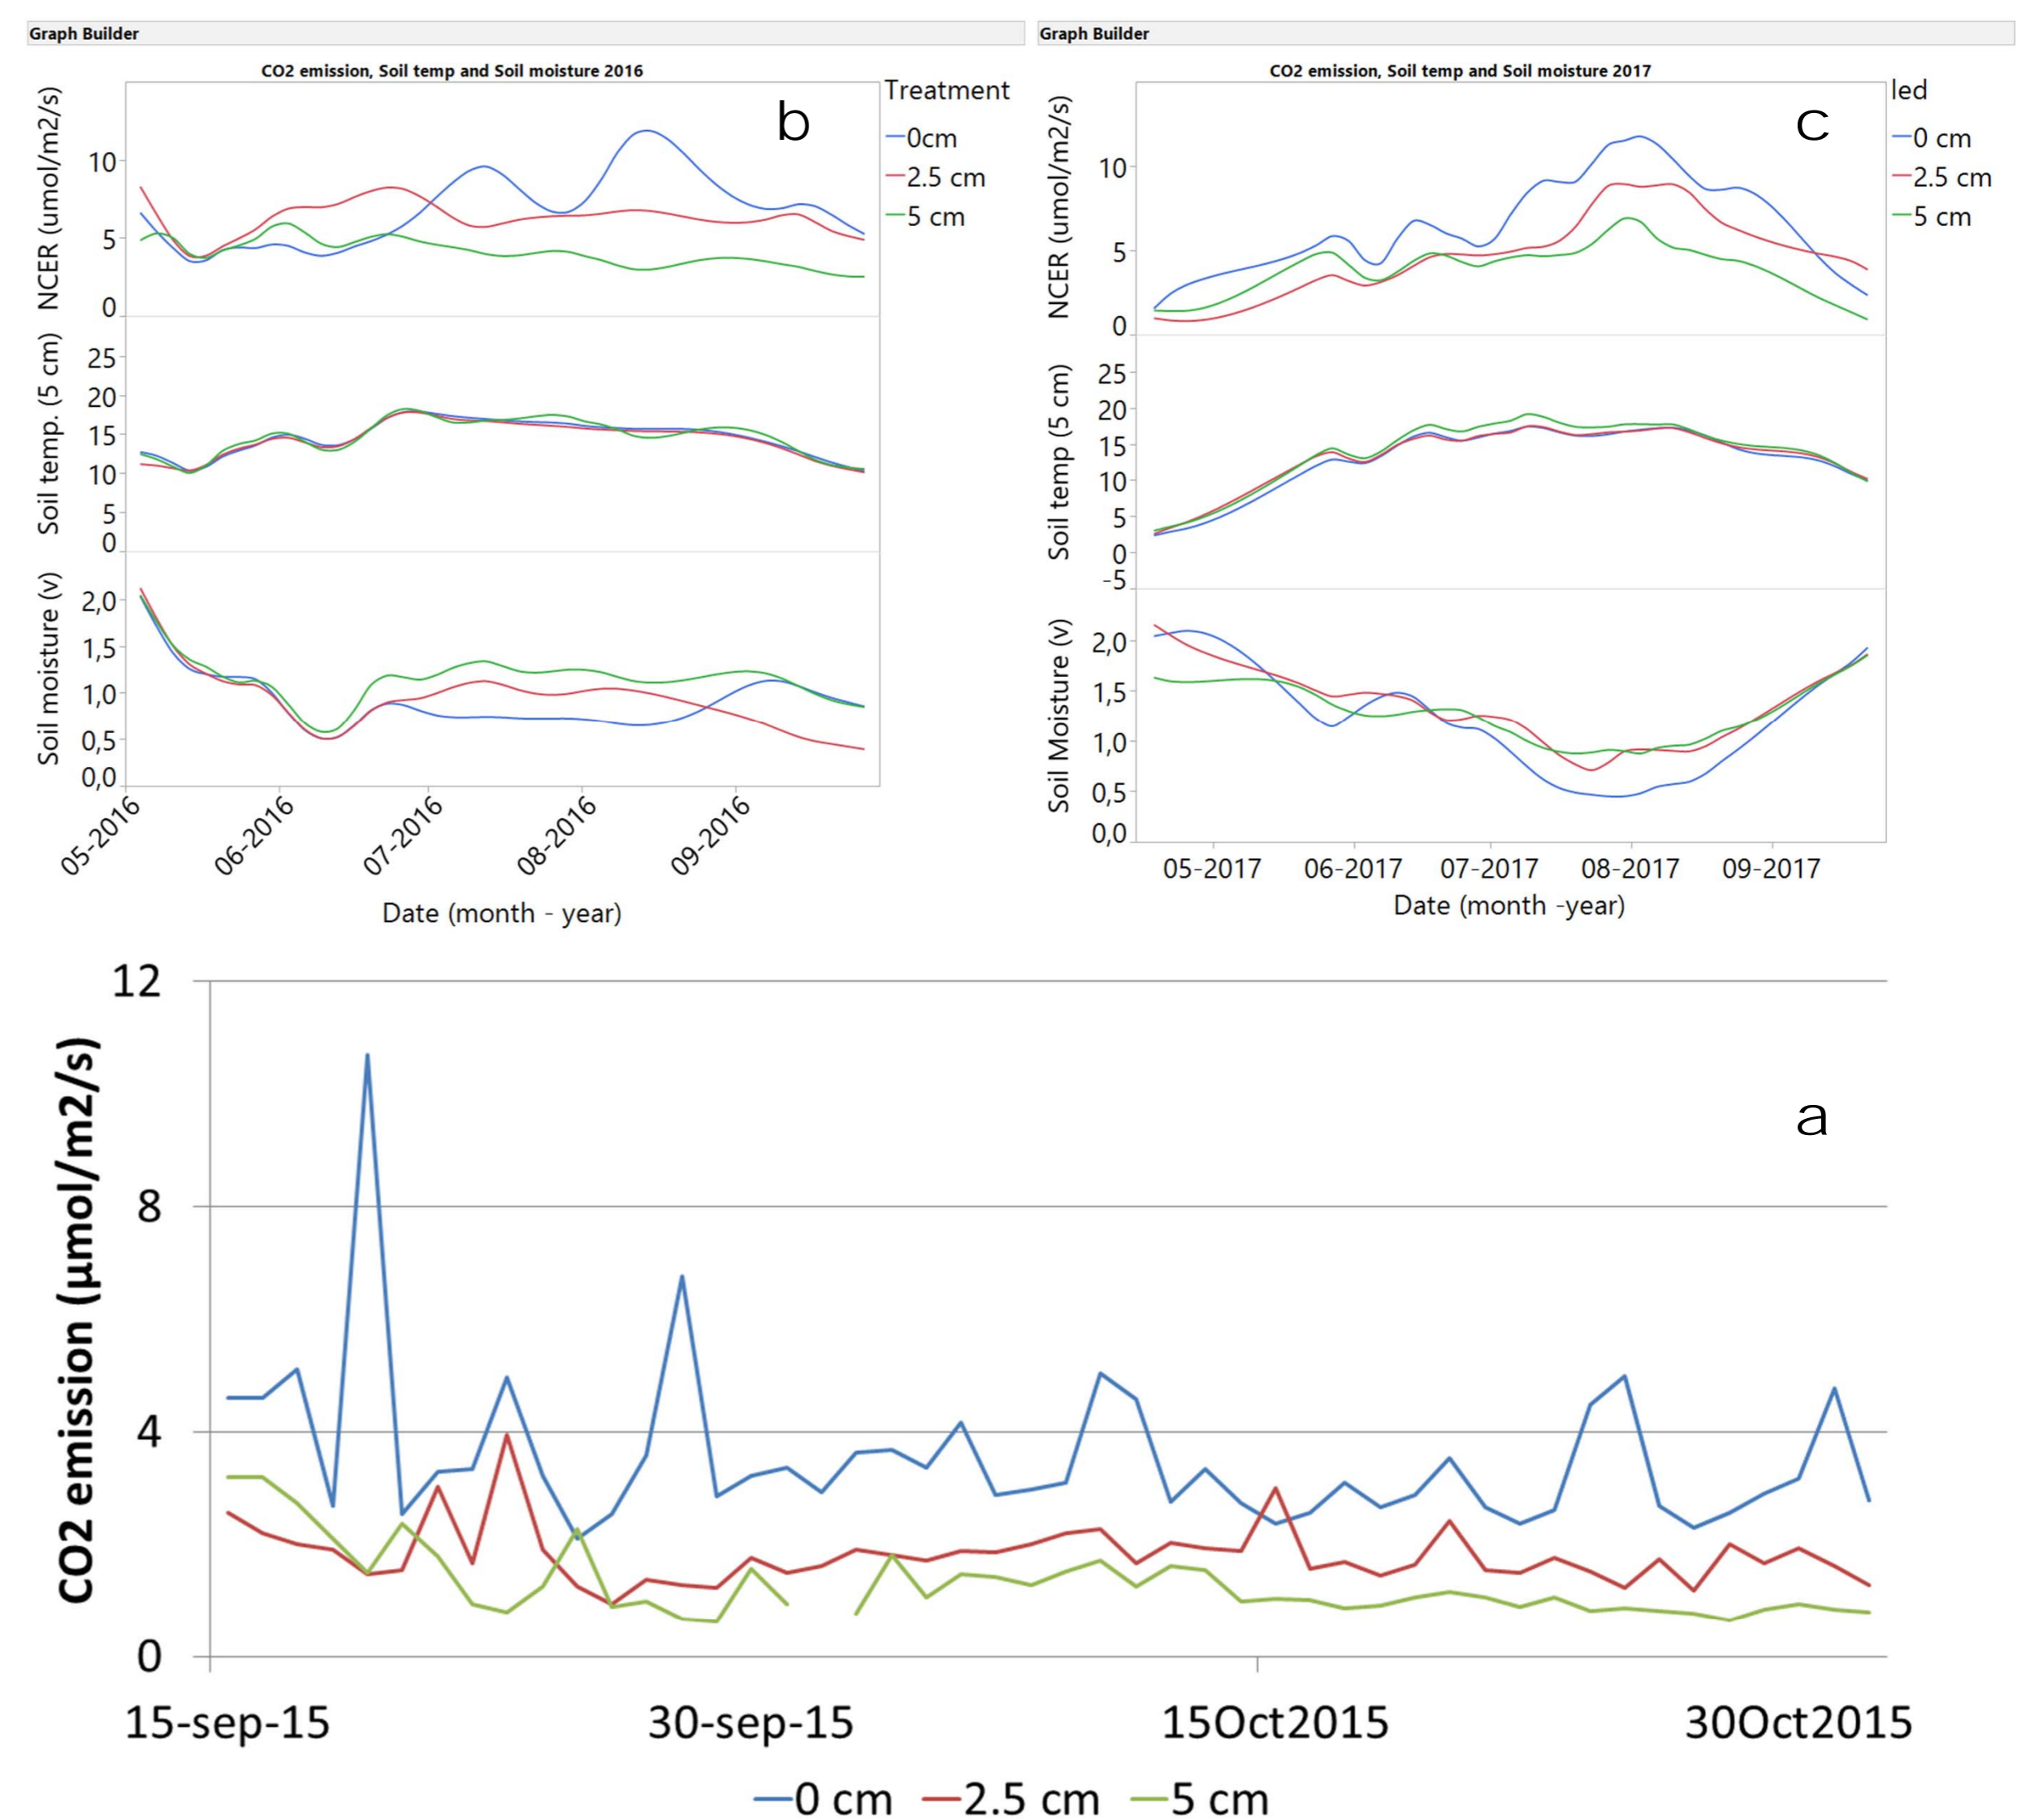 Graph Builder
CO2 emission, Soil temp and Soil moisture 2016
b
Treatment
0cm
2.5 cm
5 cm
NCER (umol/m2/s)
10
5
0
Soil temp. (5 cm)
25
20
15
10
5
0
Soil moisture (v)
2,0
1,5
1,0
0,5
0,0
05-2016
06-2016
07-2016
08-2016
09-2016
Date (month - year)
Graph Builder
CO2 emission, Soil temp and Soil moisture 2017
c
led
0 cm
2.5 cm
5 cm
NCER (umol/m2/s)
10
5
0
Soil temp (5 cm)
25
20
15
10
5
0
-5
Soil Moisture (v)
2,0
1,5
1,0
0,5
0,0
05-2017
06-2017
07-2017
08-2017
09-2017
Date (month -year)
a
CO2 emission (µmol/m2/s)
12
8
4
0
15-sep-15
30-sep-15
15Oct2015
30Oct2015
0 cm
2.5 cm
5 cm